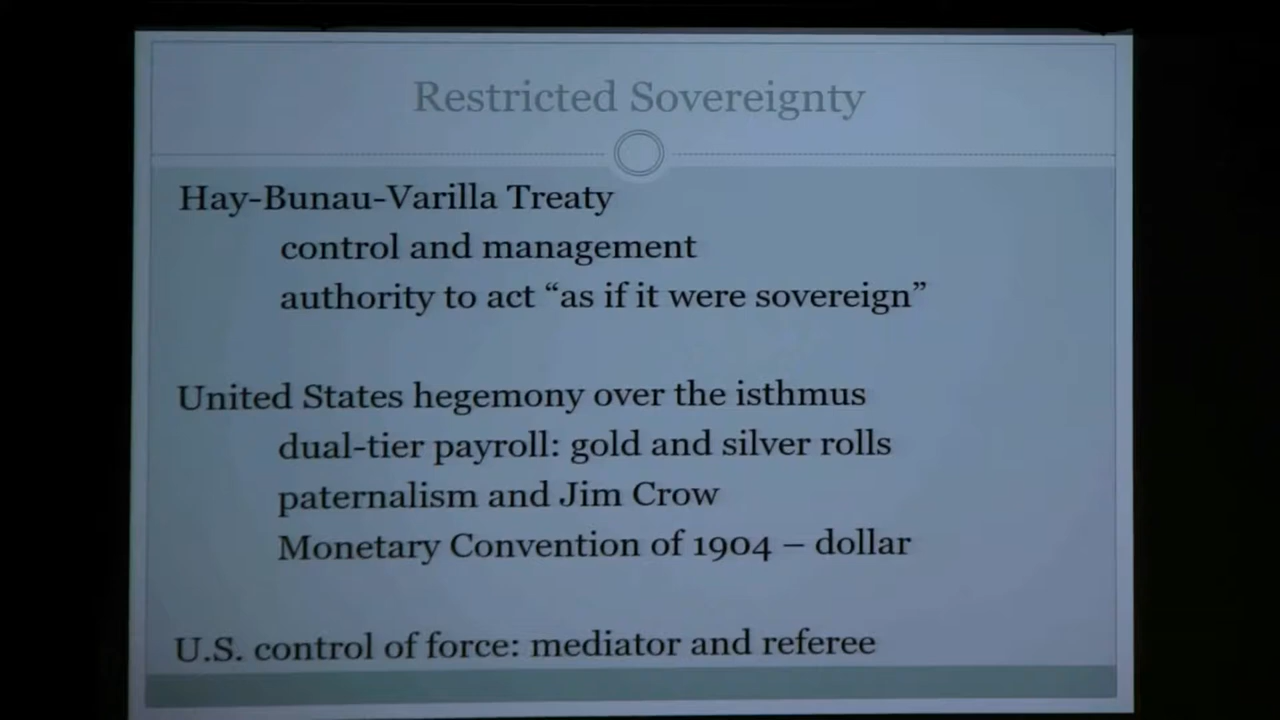 Restricted Sovereignty
Hay-Bunau-Varilla Treaty
control and management
authority to act “as if it were sovereign”
United States hegemony over the isthmus
dual-tier payroll: gold and silver rolls
paternalism and Jim Crow
Monetary Convention of 1904 – dollar
U.S. control of force: mediator and referee